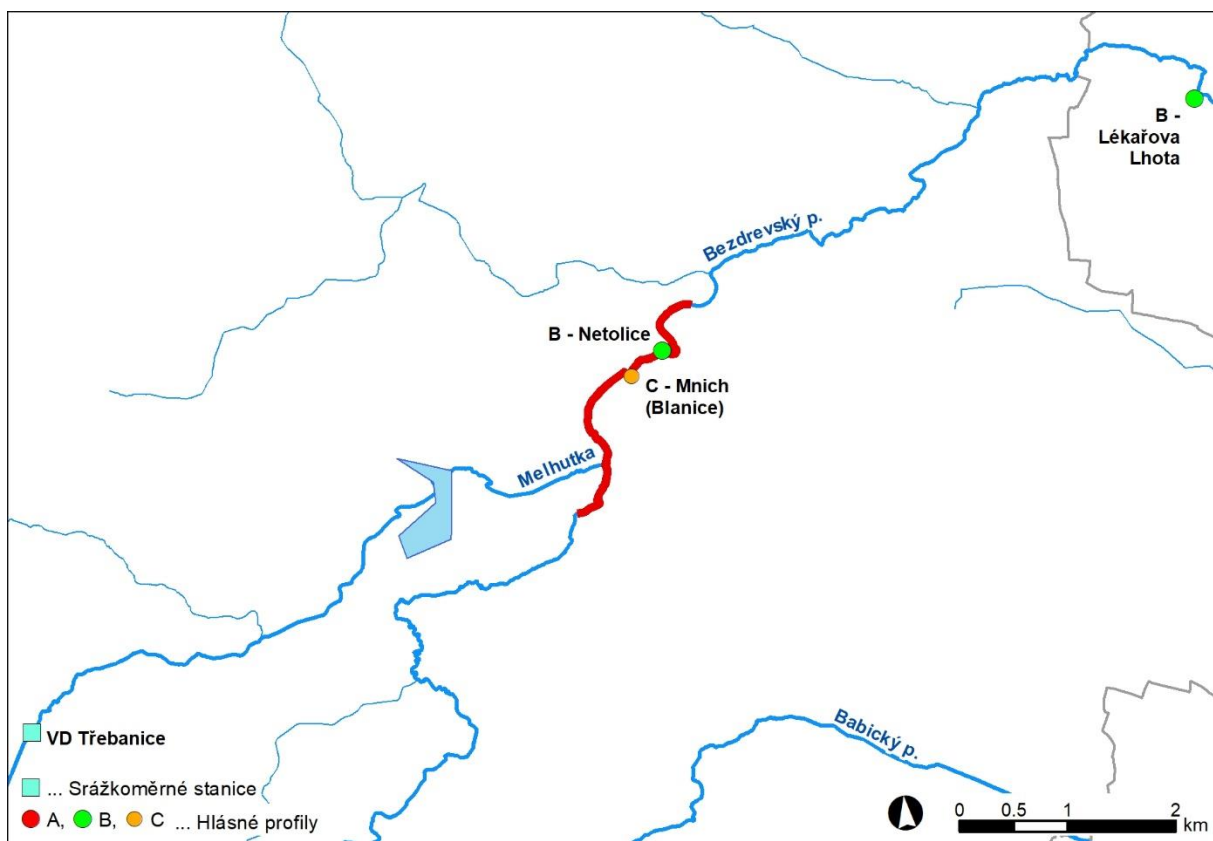 B -
Lékařova
Lhota
Bezdrevský p.
B - Netolice
C - Mnich
(Blanice)
Melhutka
Babický p.
VD Třebanice
... Srážkoměrné stanice
A, B, C ... Hlásné profily
0 0.5 1 2
km